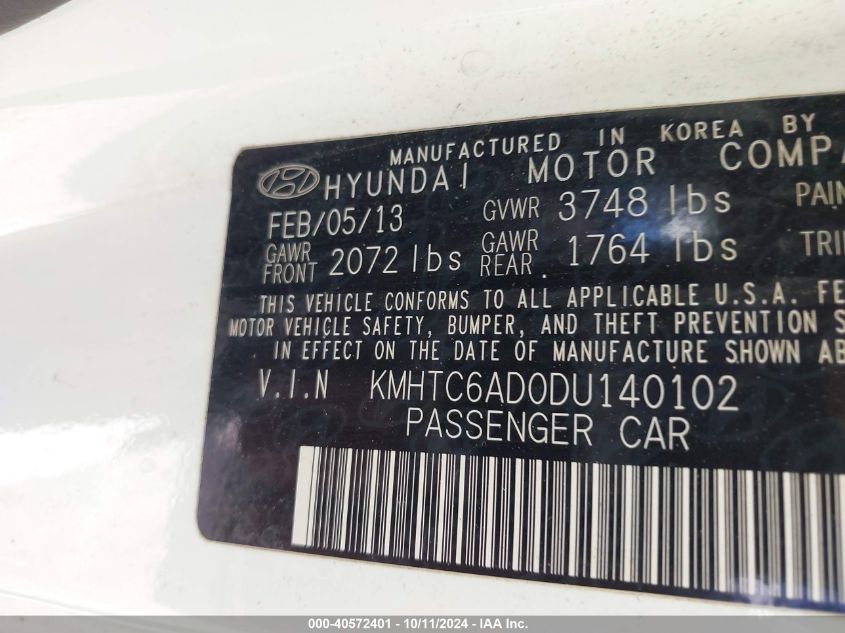 MANUFACTURED IN KOREA BY
HYUNDAI MOTOR COMPA
FEB/05/13 GVWR 3748 lbs PAIN
GAWR FRONT 2072 lbs GAWR REAR. 1764 lbs TRI
THIS VEHICLE CONFORMS TO ALL APPLICABLE U.S.A. FE
MOTOR VEHICLE SAFETY, BUMPER, AND THEFT PREVENTION S
IN EFFECT ON THE DATE OF MANUFACTURE SHOWN AB
V.I.N KMHTC6AD0DU140102
PASSENGER CAR
000-40572401 - 10/11/2024 - IAA Inc.